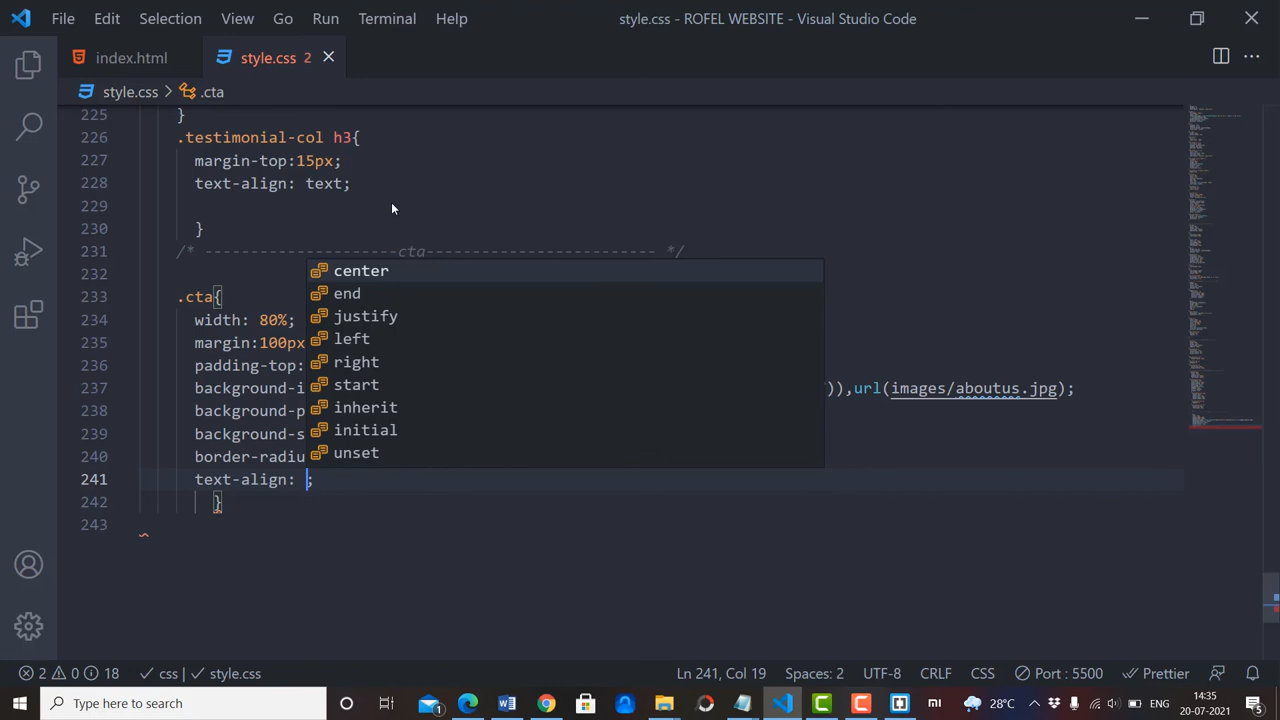 File Edit Selection View Go Run Terminal Help style.css - ROFEL WEBSITE - Visual Studio Code
index.html style.css 2
style.css > .cta
225 }
226 .testimonial-col h3{
227 margin-top:15px;
228 text-align: text;
229
230 }
231 /* ---------------------cta------------------------- */
232
233 .cta{
234 width: 80%;
235 margin:100px
236 padding-top:
237 background-i )),url(images/aboutus.jpg);
238 background-p
239 background-s
240 border-radiu
241 text-align: ;
242 }
243
center
end
justify
left
right
start
inherit
initial
unset
2 0 18 css | style.css Ln 241, Col 19 Spaces: 2 UTF-8 CRLF CSS Port : 5500 Prettier
Type here to search 1 28°C ENG 14:35 20-07-2021 5